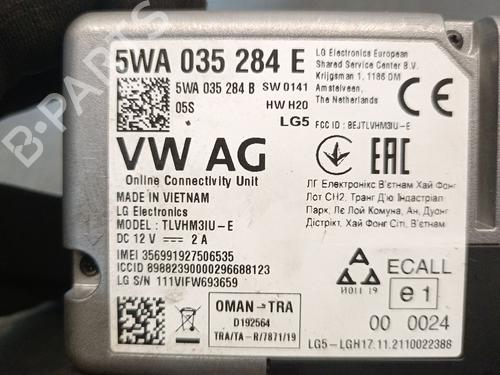 5WA 035 284 E
5WA 035 284 B SW 0141
05S HW H20
LG5
LG Electronics European
Shared Service Center B.V
Krijgsman 1, 1186 DM
Amstelveen,
The Netherlands
CE
FCC ID : BEJTLVHM3IU-E
VW AG
Online Connectivity Unit
EAC
MADE IN VIETNAM
LG Electronics
MODEL : TLVHM3IU-E
DC 12 V 2 A
IMEI 356991927506535
ICCID 89882390000296688123
LG S/N 111VIFW693659
ЛГ Електронікс В'єтнам Хай Фонг
Лот CH2, Транг Д'ю Індастріал
Парк, Ле Лой Комуна, Ан, Дуонг
Дістрікт, Хай Фонг Сіті, В'єтнам
OMAN-TRA
D192564
TRA/TA-R/7871/19
ECALL
e1
00 0024
LG5-LGH17.11.2110022388
B-PARTS